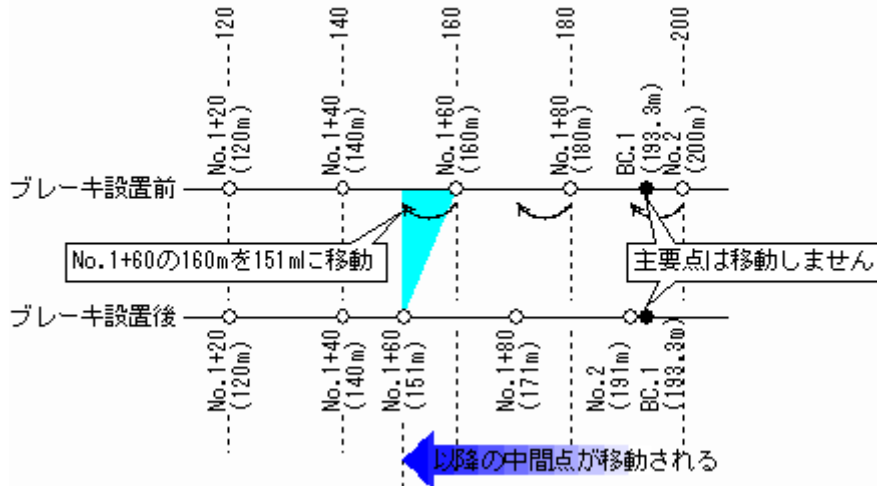 120
140
160
180
200
No.1+20
(120m)
No.1+40
(140m)
No.1+60
(160m)
No.1+80
(180m)
BC.1
(193.3m)
No.2
(200m)
ブレーキ設置前
No.1+60の160mを151mに移動
主要点は移動しません
ブレーキ設置後
No.1+20
(120m)
No.1+40
(140m)
No.1+60
(151m)
No.1+80
(171m)
No.2
(191m)
BC.1
(193.3m)
以降の中間点が移動される